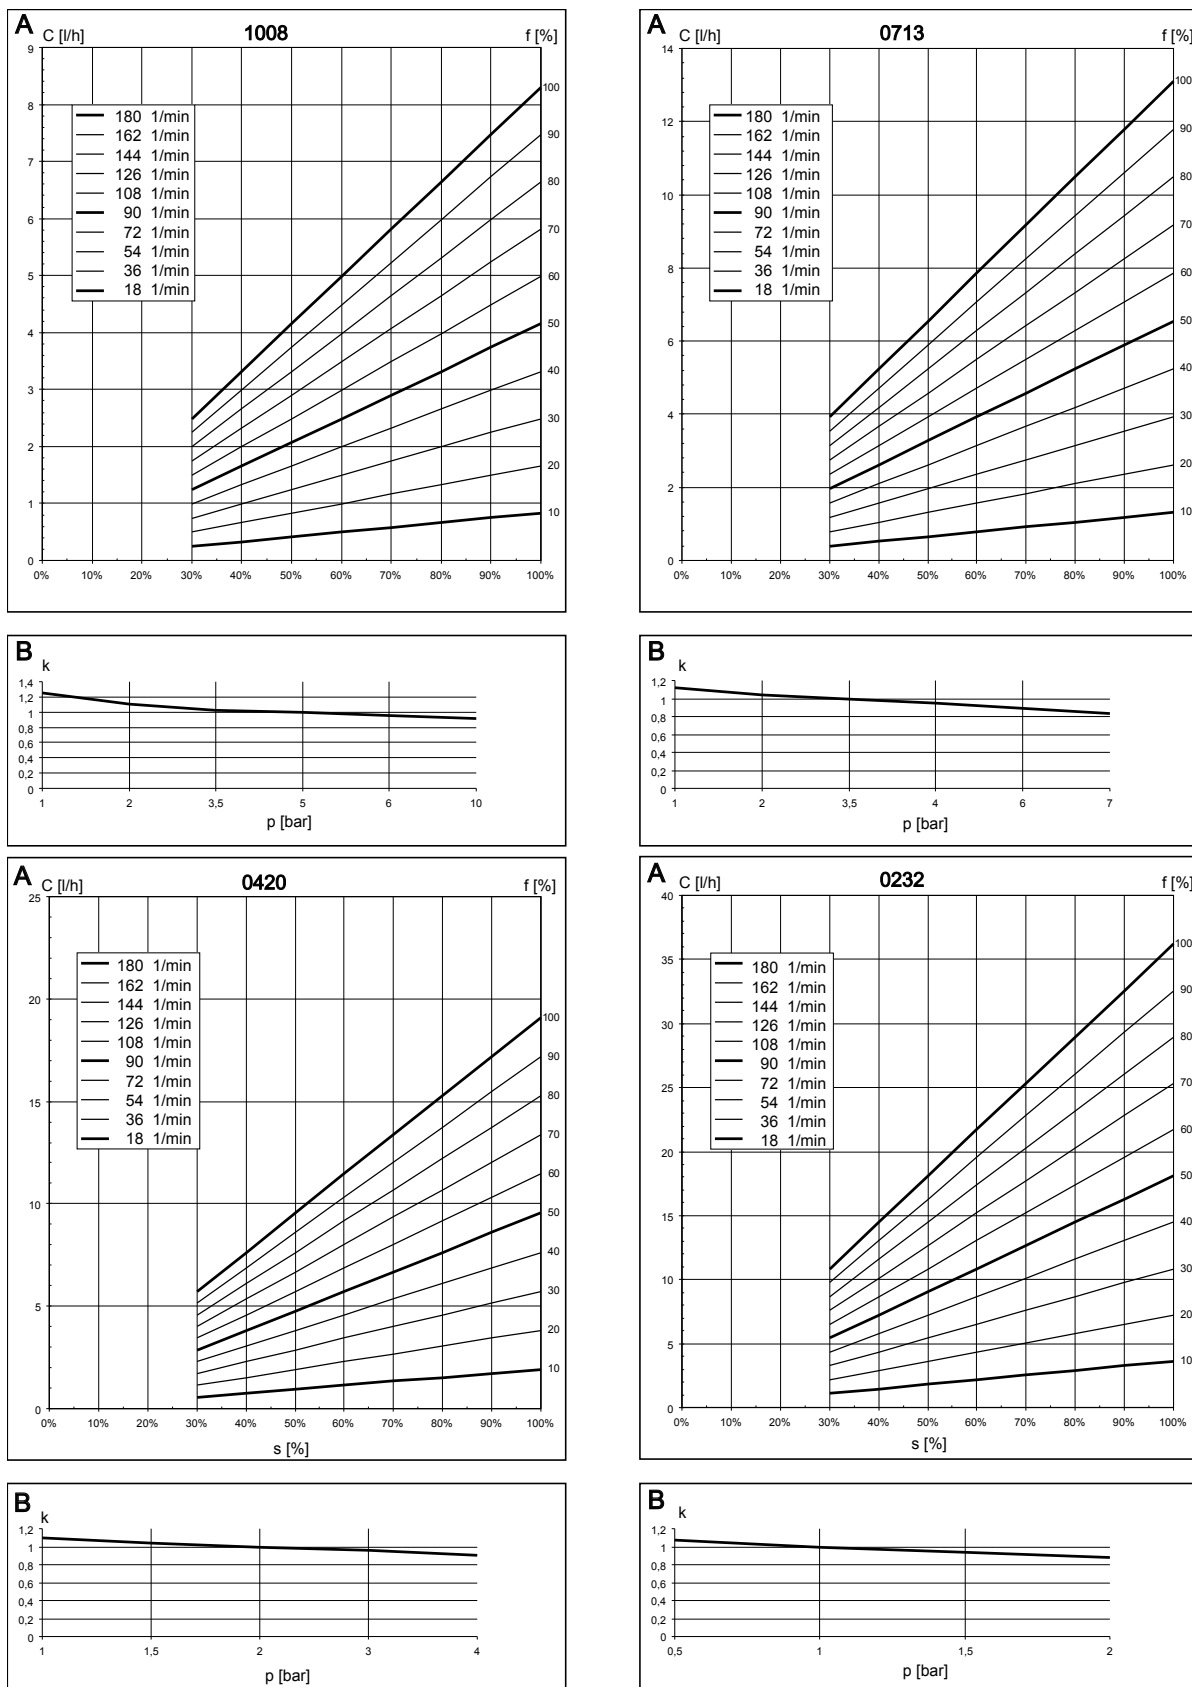 A C [l/h] 1008 f [%]
9
8
7
6
5
4
3
2
1
0
180 1/min
162 1/min
144 1/min
126 1/min
108 1/min
90 1/min
72 1/min
54 1/min
36 1/min
18 1/min
100
90
80
70
60
50
40
30
20
10
0% 10% 20% 30% 40% 50% 60% 70% 80% 90% 100%
A C [l/h] 0713 f [%]
14
12
10
8
6
4
2
0
180 1/min
162 1/min
144 1/min
126 1/min
108 1/min
90 1/min
72 1/min
54 1/min
36 1/min
18 1/min
100
90
80
70
60
50
40
30
20
10
0% 10% 20% 30% 40% 50% 60% 70% 80% 90% 100%
B
k
1,4
1,2
1
0,8
0,6
0,4
0,2
0
1 2 3,5 5 6 10
p [bar]
B
k
1,2
1
0,8
0,6
0,4
0,2
0
1 2 3,5 4 6 7
p [bar]
A C [l/h] 0420 f [%]
25
20
15
10
5
0
180 1/min
162 1/min
144 1/min
126 1/min
108 1/min
90 1/min
72 1/min
54 1/min
36 1/min
18 1/min
100
90
80
70
60
50
40
30
20
10
0% 10% 20% 30% 40% 50% 60% 70% 80% 90% 100%
s [%]
A C [l/h] 0232 f [%]
40
35
30
25
20
15
10
5
0
180 1/min
162 1/min
144 1/min
126 1/min
108 1/min
90 1/min
72 1/min
54 1/min
36 1/min
18 1/min
100
90
80
70
60
50
40
30
20
10
0% 10% 20% 30% 40% 50% 60% 70% 80% 90% 100%
s [%]
B
k
1,2
1
0,8
0,6
0,4
0,2
0
1 1,5 2 3 4
p [bar]
B
k
1,2
1
0,8
0,6
0,4
0,2
0
0,5 1 1,5 2
p [bar]